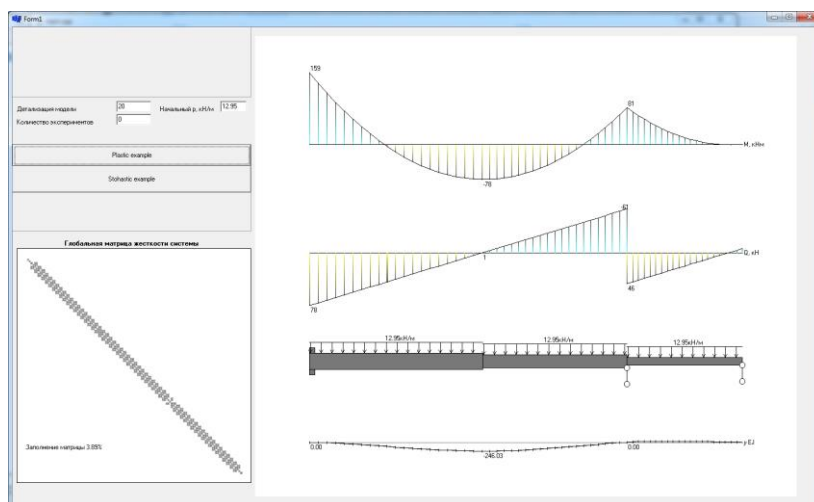 Form1
Детализация модели 20 Начальный p, кН/м 12.95
Количество экспериментов 0
Plastic example
Stohastic example
Глобальная матрица жесткости системы
Заполнение матрицы 3.89%
159
81
M, кНм
-78
Q, кН
1
78
46
12.95кН/м
12.95кН/м
12.95кН/м
0.00
-246.03
0.00
y EJ